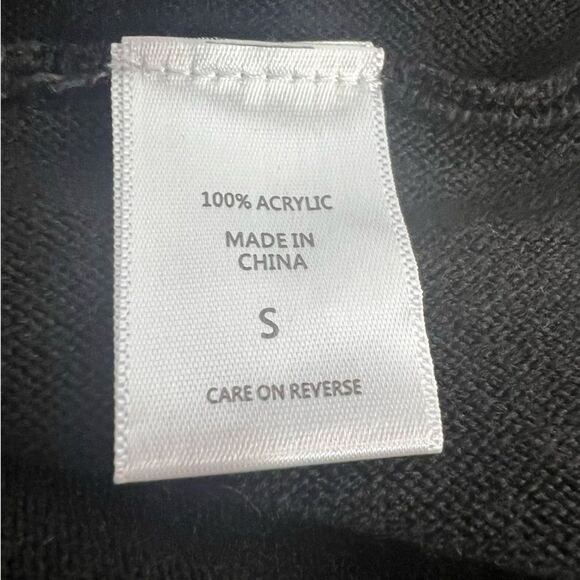 100% ACRYLIC
MADE IN
CHINA
S
CARE ON REVERSE